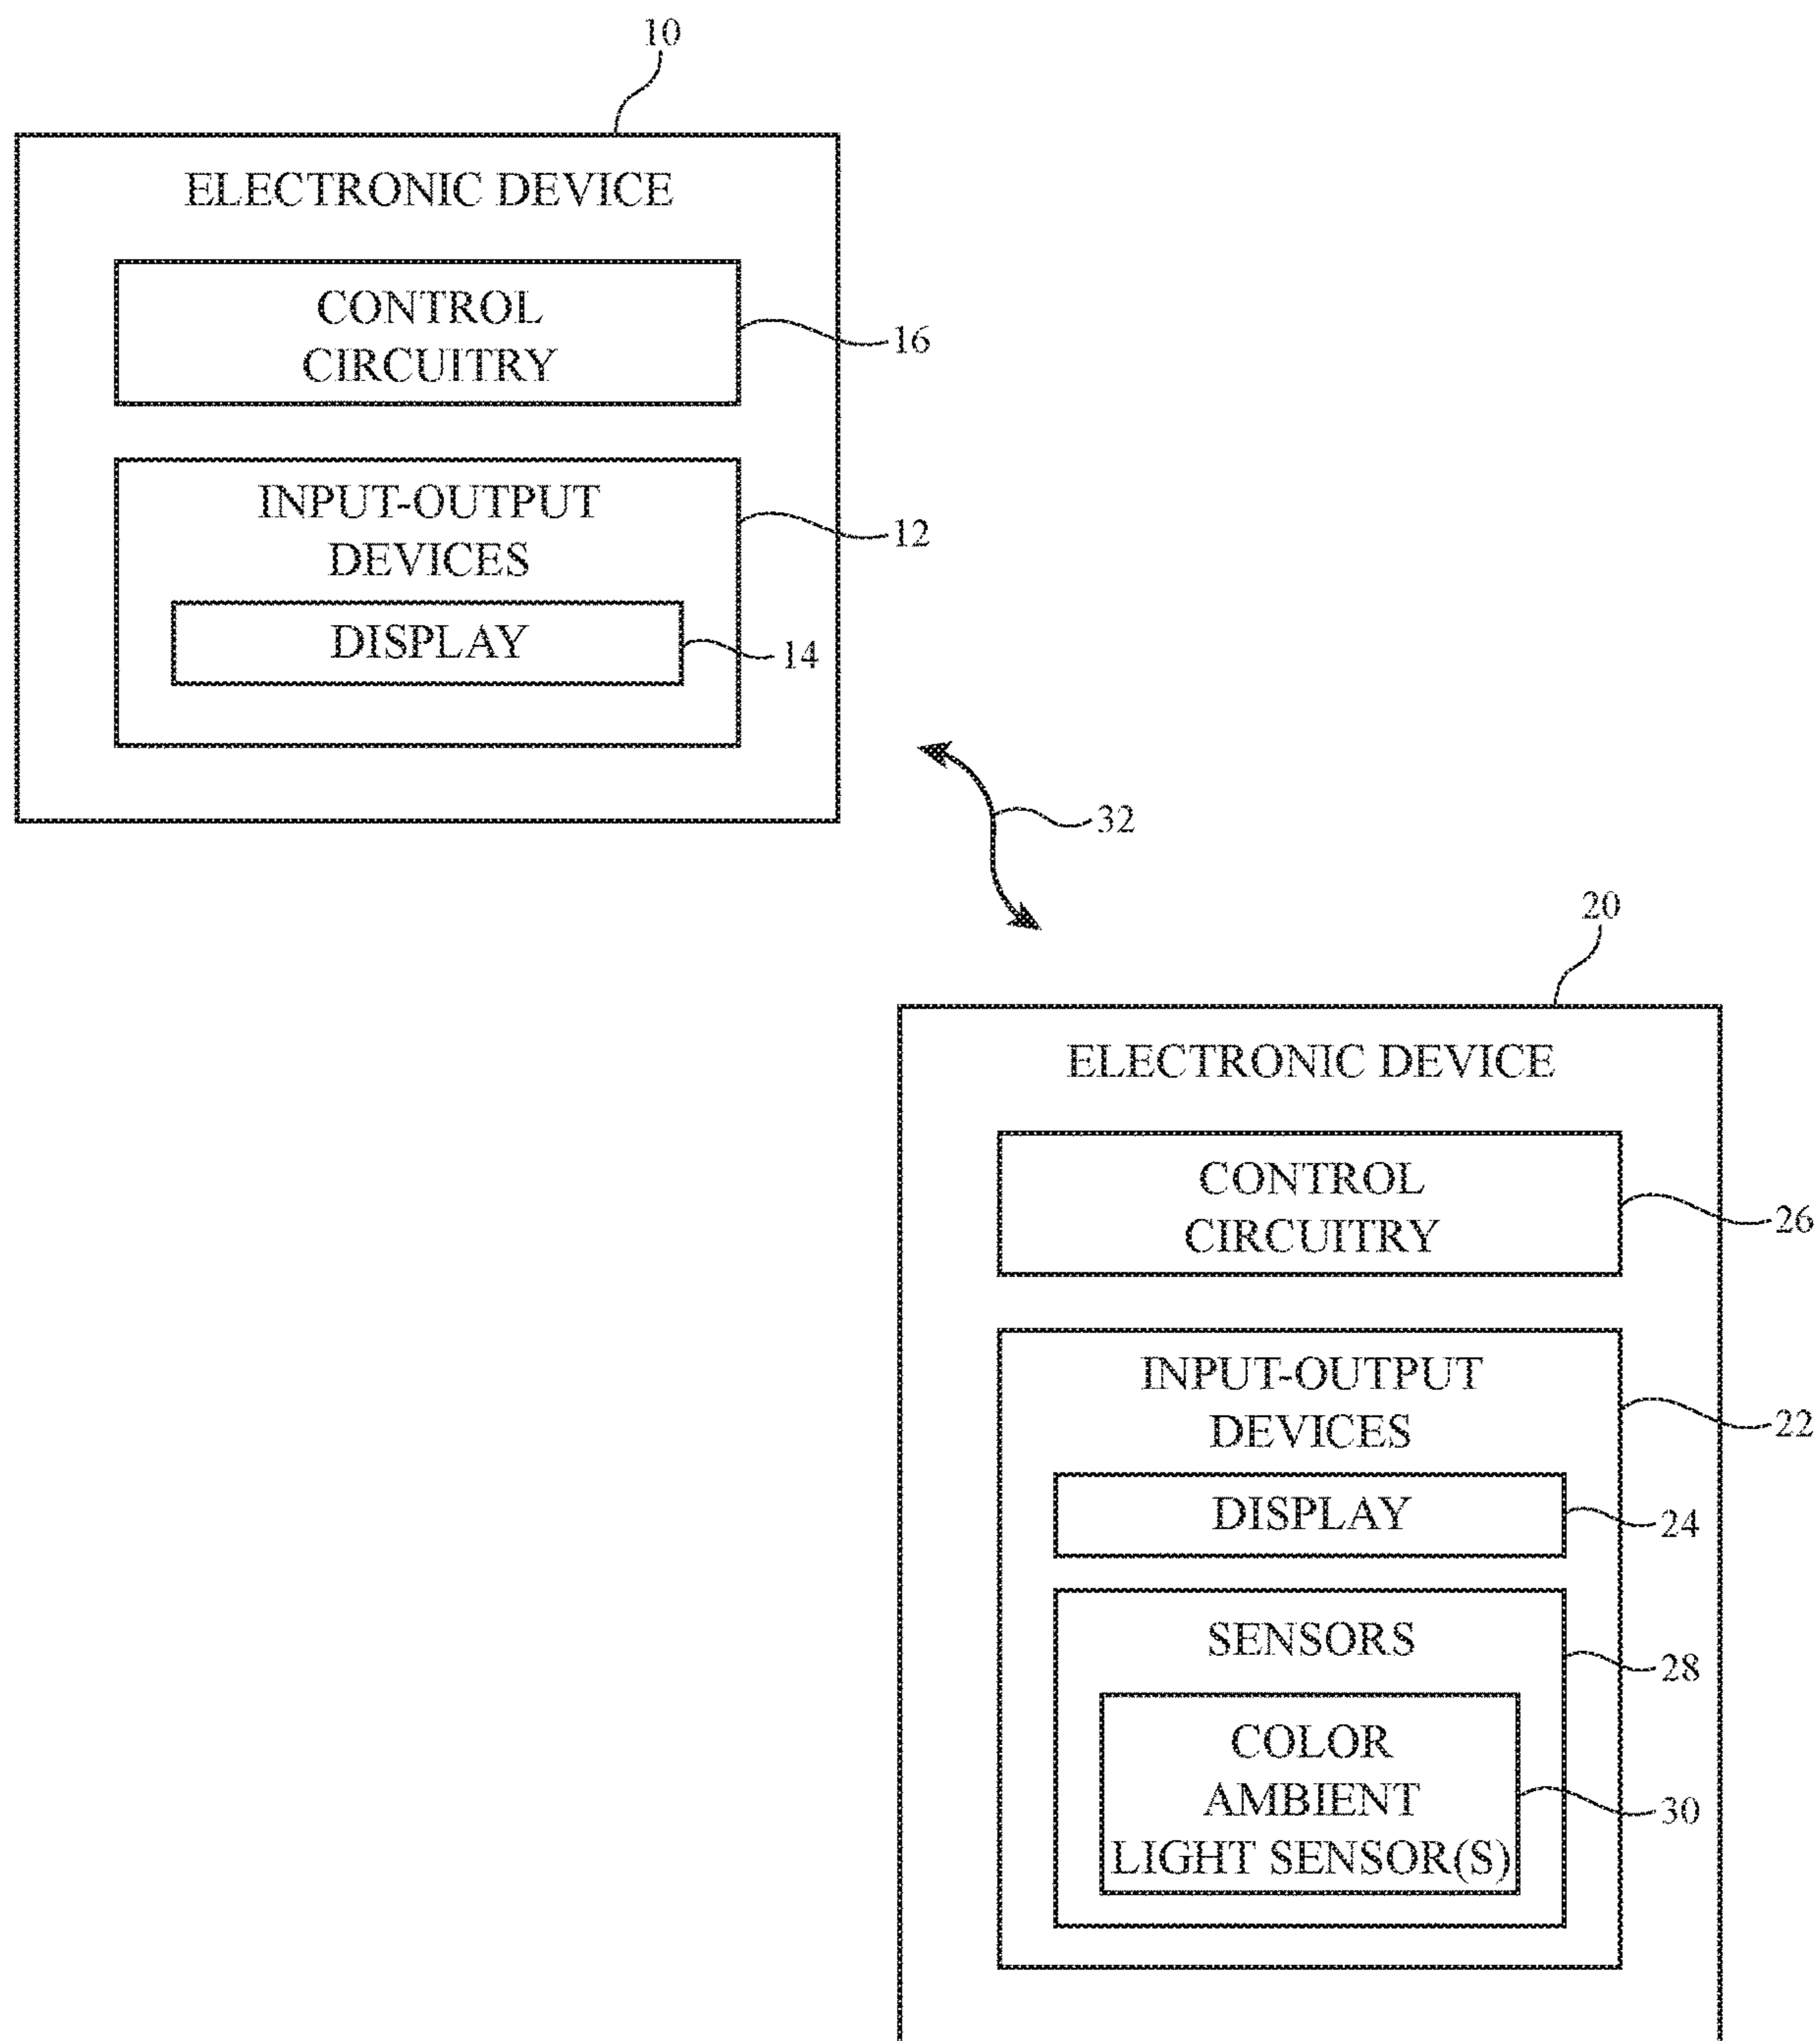 10
ELECTRONIC DEVICE
CONTROL
CIRCUITRY
16
INPUT-OUTPUT
DEVICES
12
DISPLAY
14
32
20
ELECTRONIC DEVICE
CONTROL
CIRCUITRY
26
INPUT-OUTPUT
DEVICES
22
DISPLAY
24
SENSORS
28
COLOR
AMBIENT
LIGHT SENSOR(S)
30